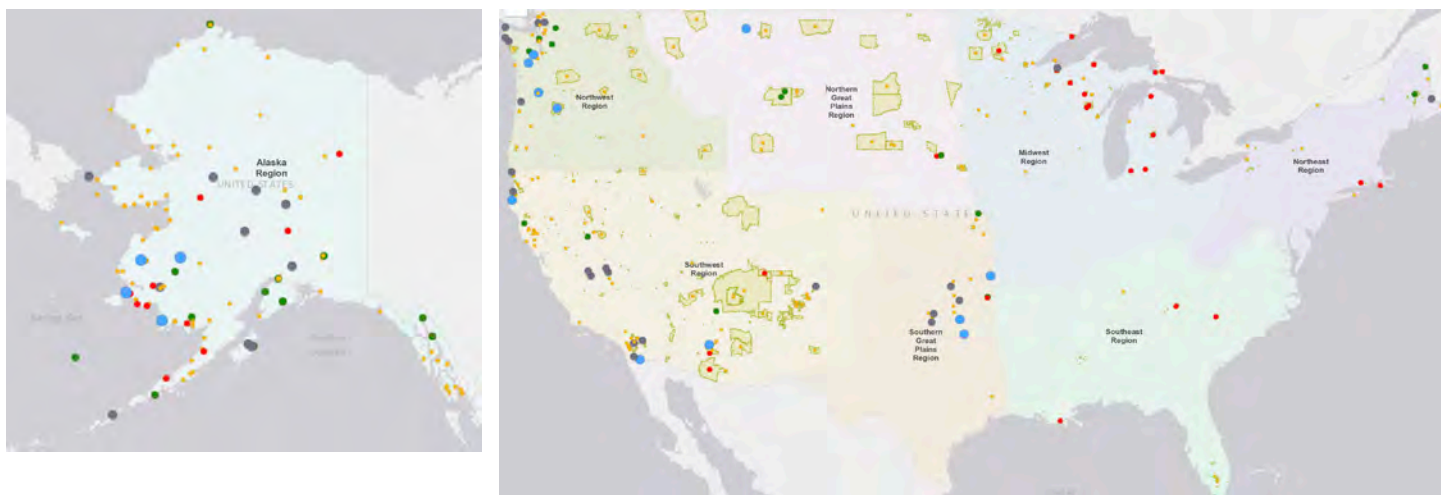 Alaska
Region
UNITED STATES
Bering Sea
Northwest
Region
Northern
Great
Plains
Region
Midwest
Region
Northeast
Region
UNITED STATE
Southwest
Region
Southern
Great
Plains
Region
Southeast
Region